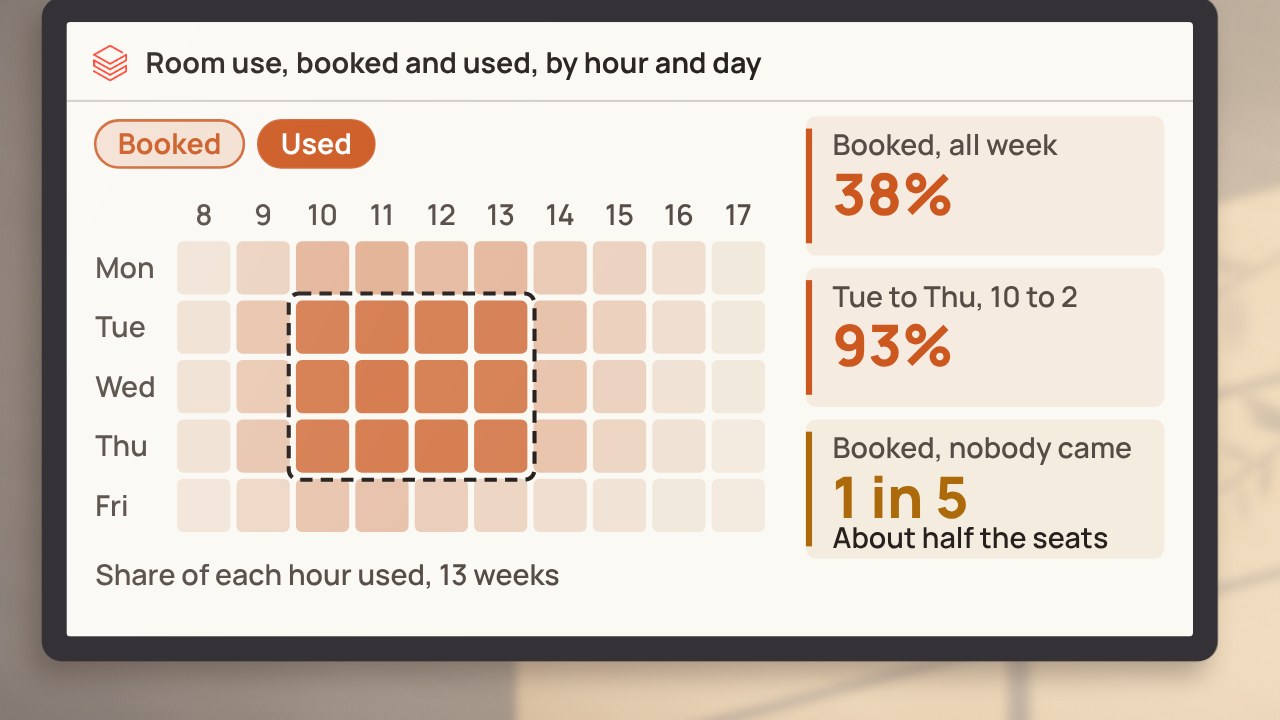 Room use, booked and used, by hour and day
Booked Used
8 9 10 11 12 13 14 15 16 17
Mon
Tue
Wed
Thu
Fri
Share of each hour used, 13 weeks
Booked, all week
38%
Tue to Thu, 10 to 2
93%
Booked, nobody came
1 in 5
About half the seats